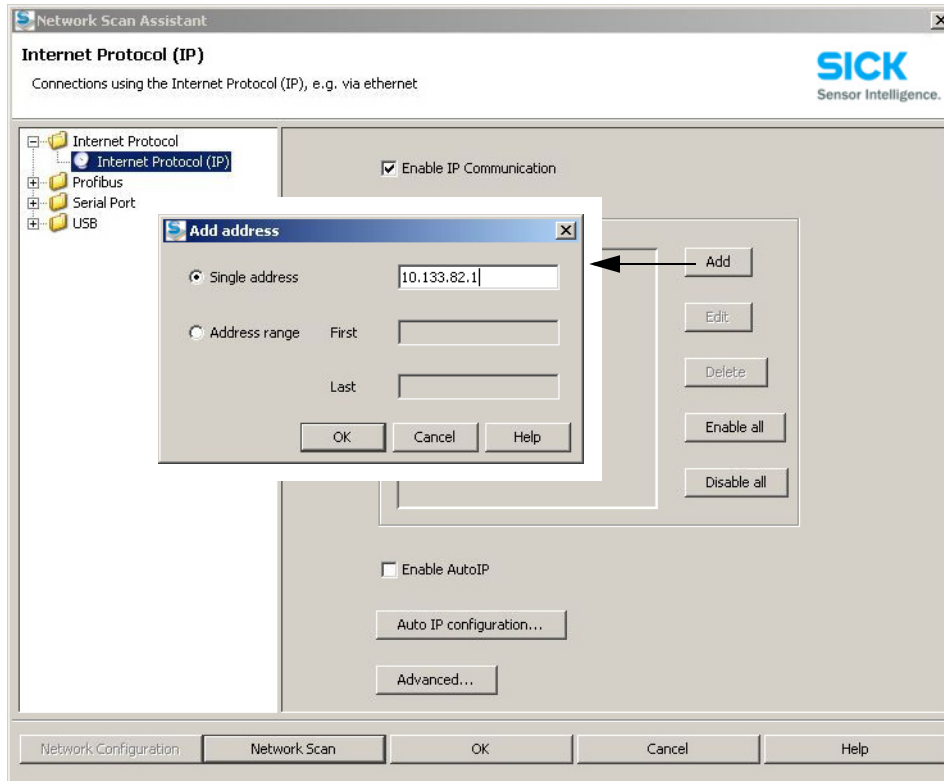 Network Scan Assistant
Internet Protocol (IP)
Connections using the Internet Protocol (IP), e.g. via ethernet
SICK
Sensor Intelligence.
Internet Protocol
Internet Protocol (IP)
Profibus
Serial Port
USB
Enable IP Communication
Add address
Single address
10.133.82.1
Address range
First
Last
OK
Cancel
Help
Add
Edit
Delete
Enable all
Disable all
Enable AutoIP
Auto IP configuration...
Advanced...
Network Configuration
Network Scan
OK
Cancel
Help